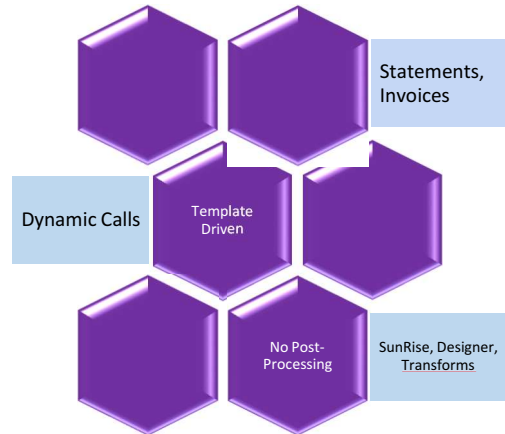 Statements,
Invoices
Dynamic Calls
Template
Driven
No Post-
Processing
SunRise, Designer,
Transforms